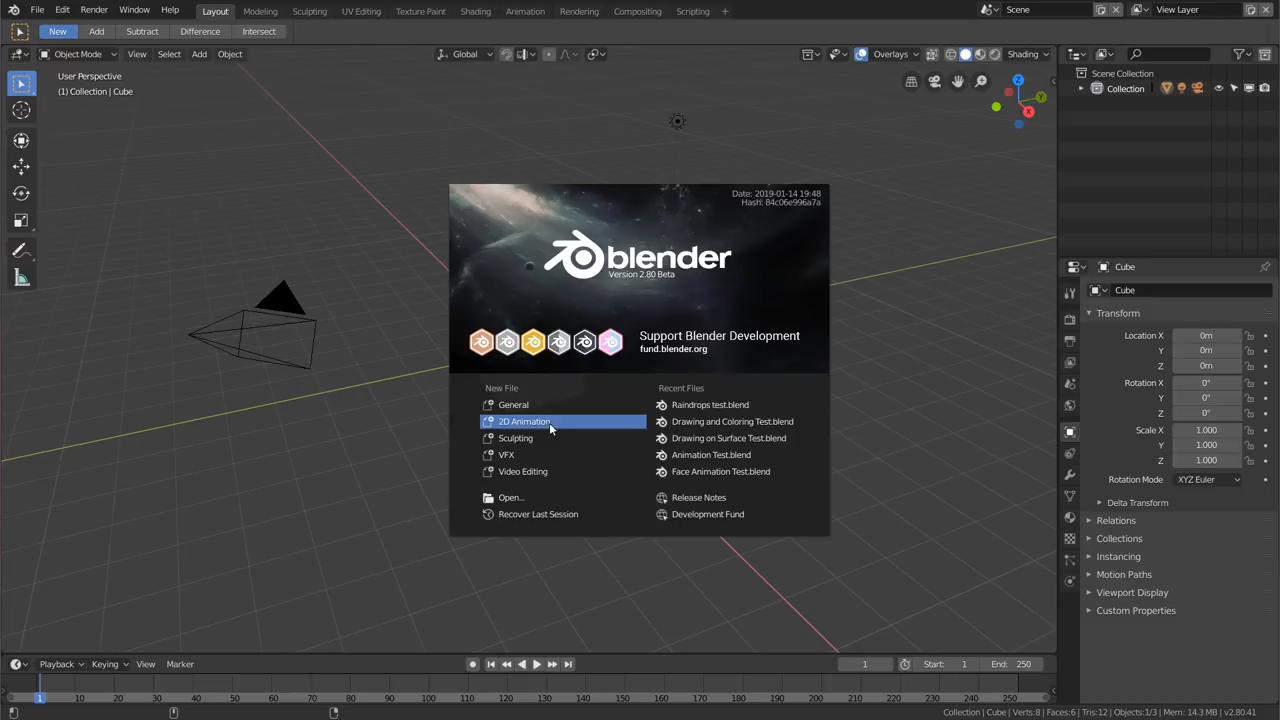 File Edit Render Window Help Layout Modeling Sculpting UV Editing Texture Paint Shading Animation Rendering Compositing Scripting + Scene View Layer
New Add Subtract Difference Intersect
Object Mode View Select Add Object Global Overlays Shading
User Perspective
(1) Collection | Cube
Z
Y
X
Scene Collection
Collection
Date: 2019-01-14 19:48
Hash: 84c06e996a7a
blender
Version 2.80 Beta
Support Blender Development
fund.blender.org
New File
General
2D Animation
Sculpting
VFX
Video Editing
Open...
Recover Last Session
Recent Files
Raindrops test.blend
Drawing and Coloring Test.blend
Drawing on Surface Test.blend
Animation Test.blend
Face Animation Test.blend
Release Notes
Development Fund
Cube
Cube
Transform
Location X 0m
Y 0m
Z 0m
Rotation X 0°
Y 0°
Z 0°
Scale X 1.000
Y 1.000
Z 1.000
Rotation Mode XYZ Euler
Delta Transform
Relations
Collections
Instancing
Motion Paths
Viewport Display
Custom Properties
Playback Keying View Marker 1 Start: 1 End: 250
1 10 20 30 40 50 60 70 80 90 100 110 120 130 140 150 160 170 180 190 200 210 220 230 240 250
Collection | Cube | Verts:8 | Faces:6 | Tris:12 | Objects:1/3 | Mem: 14.3 MB | v2.80.41